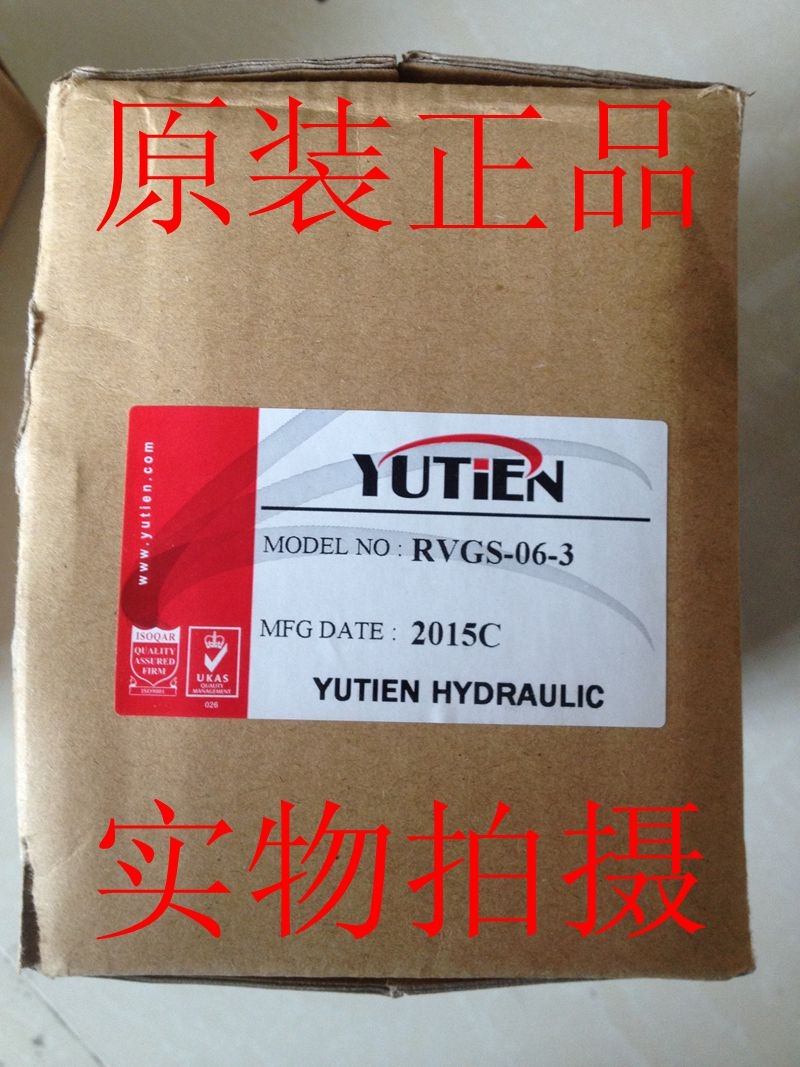 原装正品
www.yutien.com
YUTiEN
MODEL NO : RVGS-06-3
MFG DATE : 2015C
YUTIEN HYDRAULIC
ISOQAR
QUALITY
ASSURED
FIRM
ISO9001
UKAS
QUALITY
MANAGEMENT
026
实物拍摄